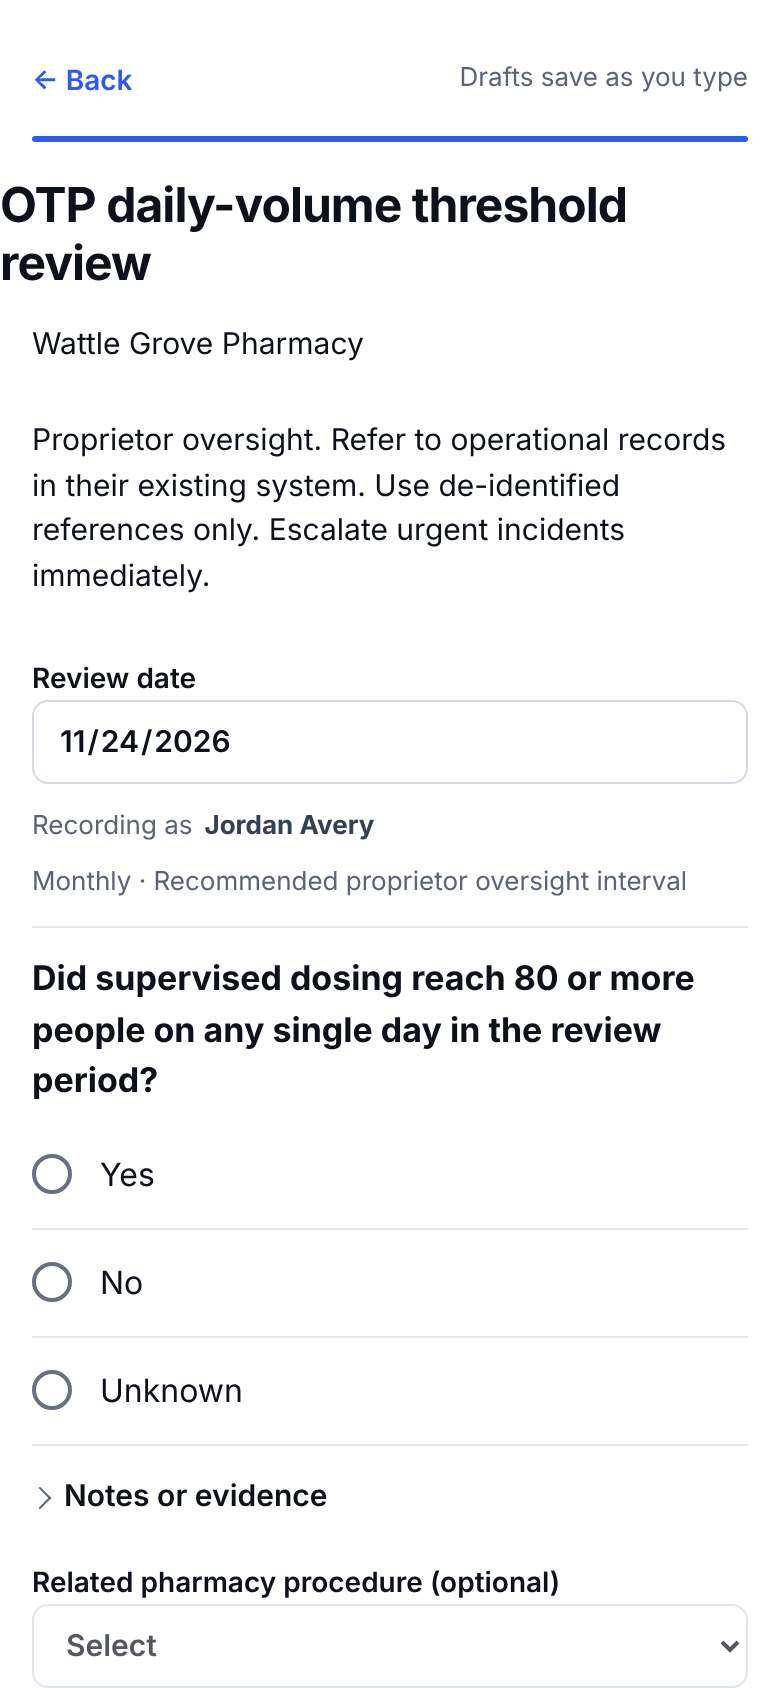 ← Back
Drafts save as you type
OTP daily-volume threshold
review
Wattle Grove Pharmacy
Proprietor oversight. Refer to operational records
in their existing system. Use de-identified
references only. Escalate urgent incidents
immediately.
Review date
11/24/2026
Recording as Jordan Avery
Monthly · Recommended proprietor oversight interval
Did supervised dosing reach 80 or more
people on any single day in the review
period?
Yes
No
Unknown
Notes or evidence
Related pharmacy procedure (optional)
Select